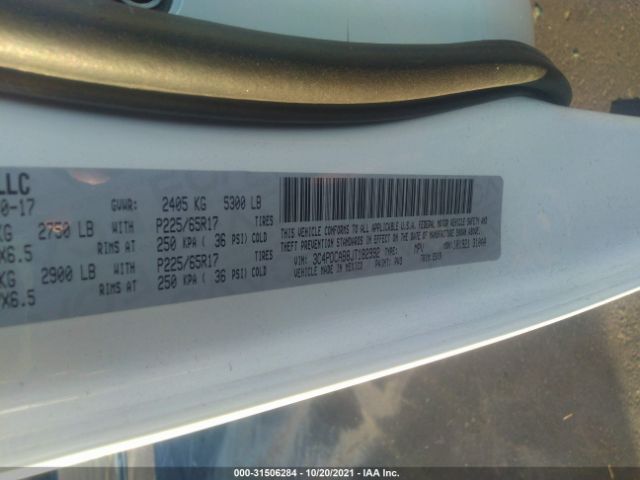 LLC
0-17
GVWR: 2405 KG 5300 LB
KG 2750 LB WITH P225/65R17 TIRES
X6.5 RIMS AT 250 KPA ( 36 PSI) COLD
KG 2900 LB WITH P225/65R17 TIRES
X6.5 RIMS AT 250 KPA ( 36 PSI) COLD
THIS VEHICLE CONFORMS TO ALL APPLICABLE U.S.A. FEDERAL MOTOR VEHICLE SAFETY AND
THEFT PREVENTION STANDARDS IN EFFECT ON THE DATE OF MANUFACTURE SHOWN ABOVE.
VIN: TYPE: MPV
VEHICLE MADE IN MEXICO PAINT: PW3 TRIM:
000-31506284 | 10/20/2021 | IAA Inc.